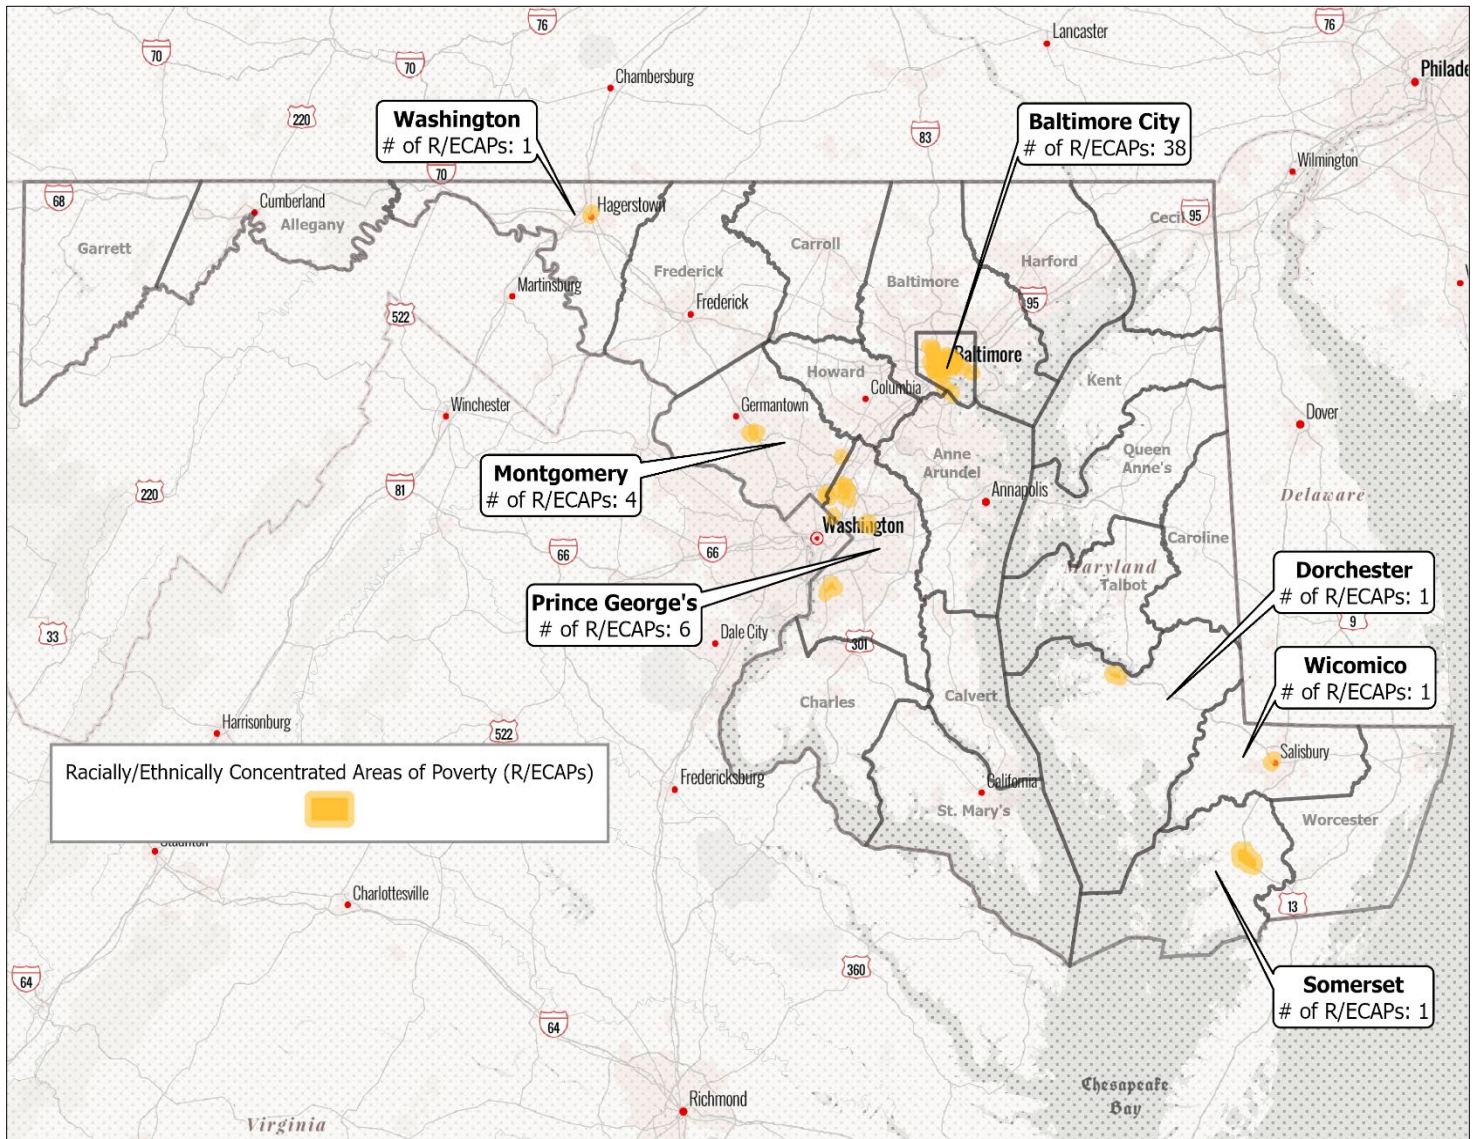 76
76
70
70
Lancaster
Philade
Chambersburg
220
Washington
# of R/ECAPs: 1
Baltimore City
# of R/ECAPs: 38
83
Wilmington
70
68
Cumberland
Allegany
Hagerstown
Garrett
Carroll
Cecil
95
Frederick
Harford
Martinsburg
Baltimore
95
Frederick
522
Baltimore
Howard
Columbia
Kent
Winchester
Germantown
Dover
Anne
Arundel
Queen
Anne's
Montgomery
# of R/ECAPs: 4
220
81
Annapolis
Delaware
Washington
Caroline
66
66
Maryland
Talbot
Dorchester
# of R/ECAPs: 1
Prince George's
# of R/ECAPs: 6
9
33
Dale City
301
Wicomico
# of R/ECAPs: 1
Charles
Calvert
Harrisonburg
522
Salisbury
Racially/Ethnically Concentrated Areas of Poverty (R/ECAPs)
Fredericksburg
California
St. Mary's
Worcester
Charlottesville
13
64
360
Somerset
# of R/ECAPs: 1
64
Chesapeake
Bay
Richmond
Virginia